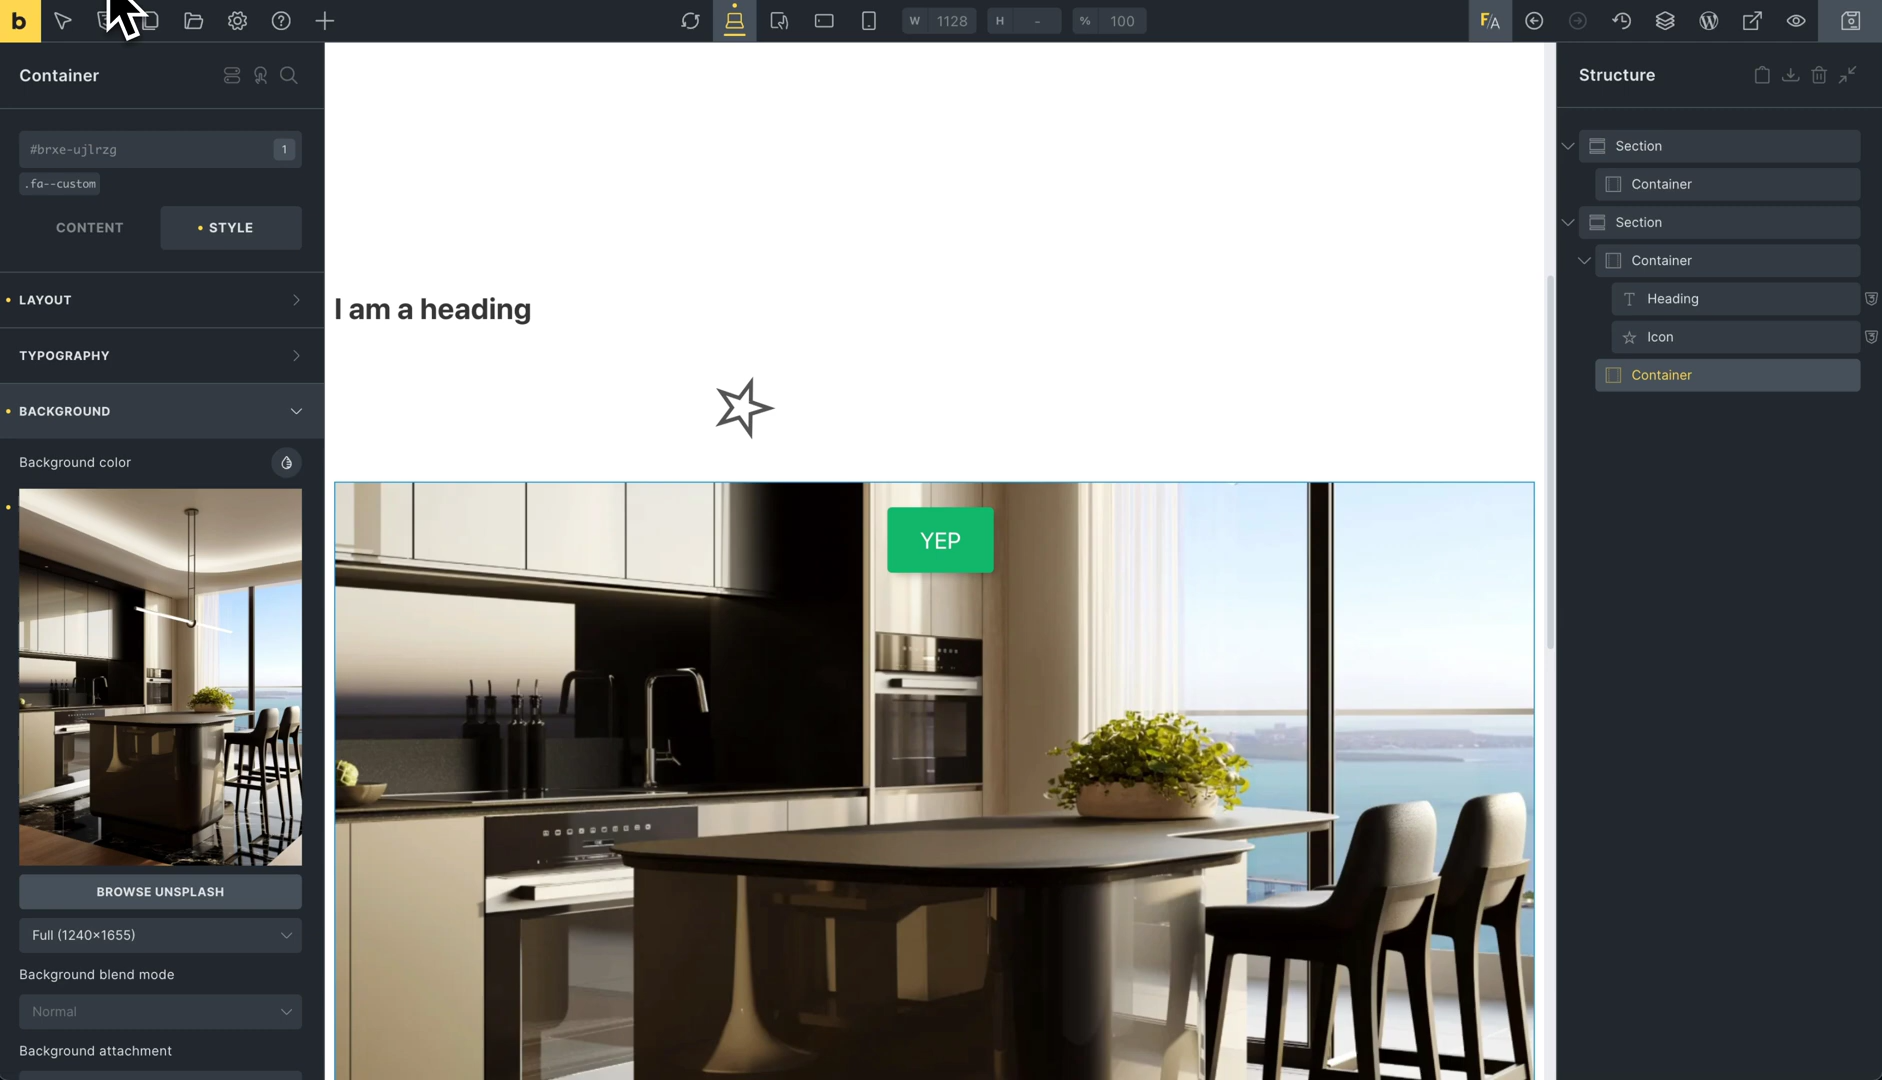 b
W 1128 H - % 100
F/A
Container
#brxe-ujlrzg 1
.fa--custom
CONTENT
STYLE
LAYOUT
TYPOGRAPHY
BACKGROUND
Background color
BROWSE UNSPLASH
Full (1240×1655)
Background blend mode
Normal
Background attachment
I am a heading
YEP
Structure
Section
Container
Section
Container
Heading
Icon
Container